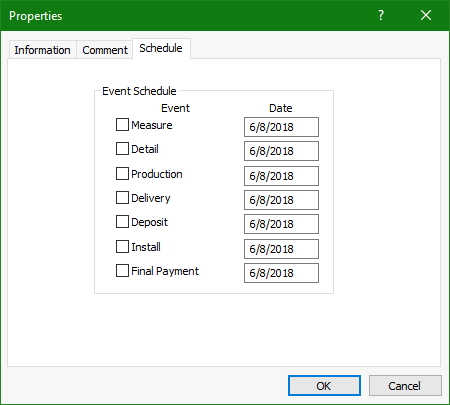 Properties ?
Information Comment Schedule
Event Schedule
Event Date
Measure 6/8/2018
Detail 6/8/2018
Production 6/8/2018
Delivery 6/8/2018
Deposit 6/8/2018
Install 6/8/2018
Final Payment 6/8/2018
OK Cancel